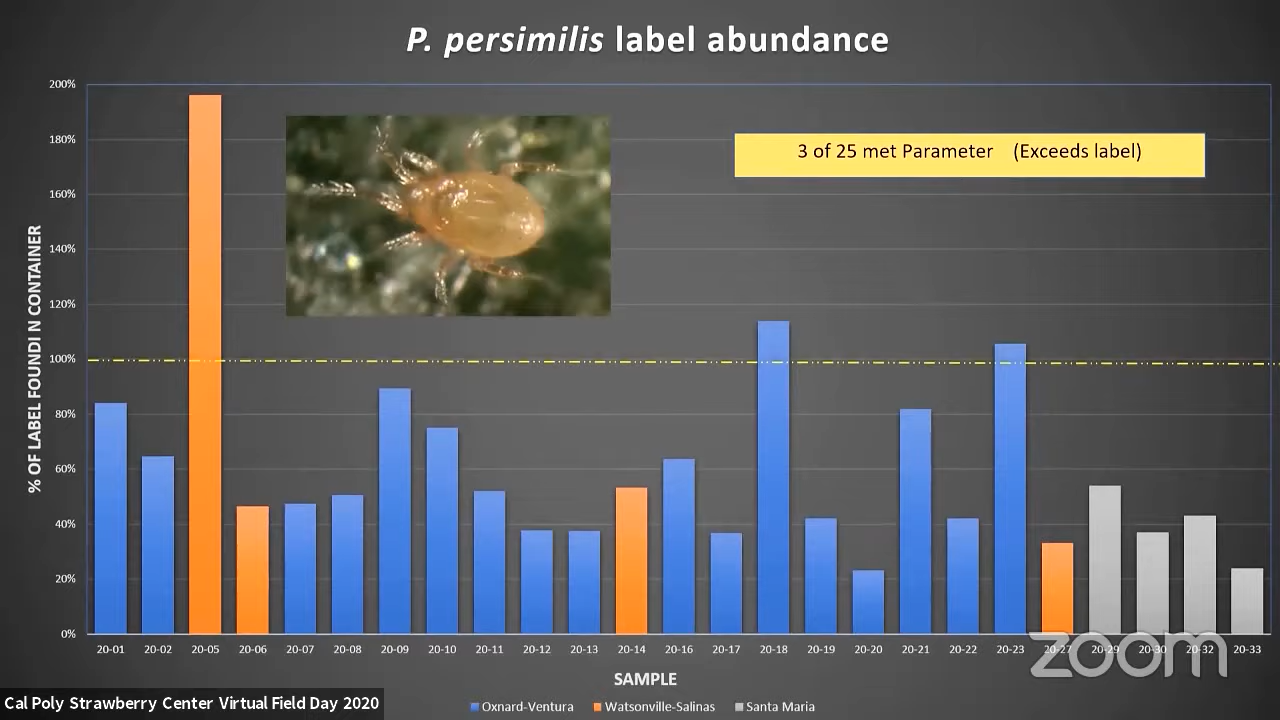 P. persimilis label abundance
200%
180%
160%
140%
120%
100%
80%
60%
40%
20%
0%
% OF LABEL FOUNDI N CONTAINER
3 of 25 met Parameter (Exceeds label)
20-01 20-02 20-05 20-06 20-07 20-08 20-09 20-10 20-11 20-12 20-13 20-14 20-16 20-17 20-18 20-19 20-20 20-21 20-22 20-23 20-27 20-29 20-30 20-32 20-33
zoom
SAMPLE
Oxnard-Ventura Watsonville-Salinas Santa Maria
Cal Poly Strawberry Center Virtual Field Day 2020